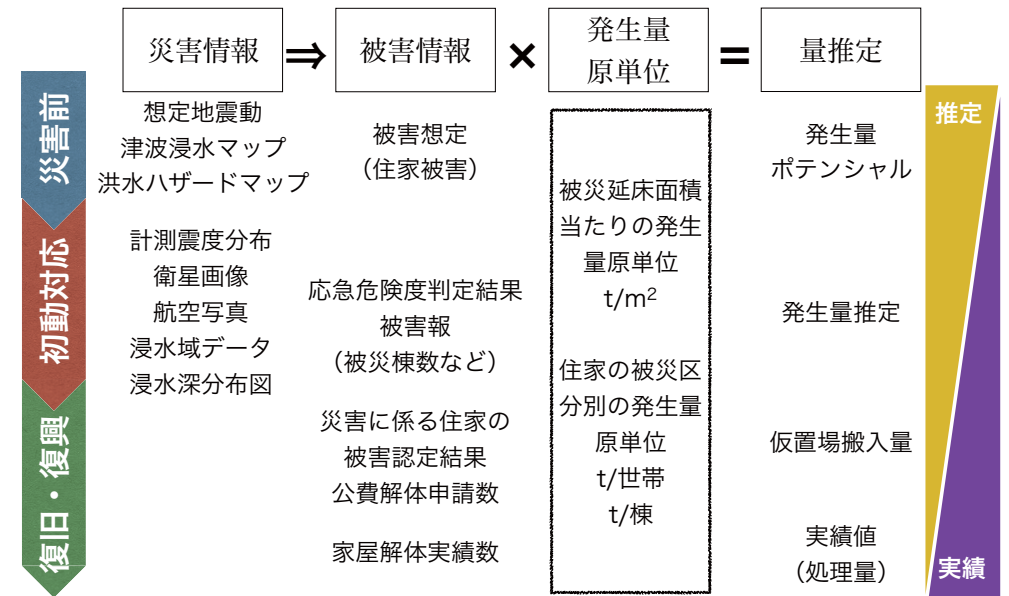 災害情報
⇒
被害情報
×
発生量
原単位
=
量推定
災害前
初動対応
復旧・復興
想定地震動
津波浸水マップ
洪水ハザードマップ
計測震度分布
衛星画像
航空写真
浸水域データ
浸水深分布図
被害想定
（住家被害）
応急危険度判定結果
被害報
（被災棟数など）
災害に係る住家の
被害認定結果
公費解体申請数
家屋解体実績数
被災延床面積
当たりの発生
量原単位
t/m²
住家の被災区
分別の発生量
原単位
t/世帯
t/棟
発生量
ポテンシャル
発生量推定
仮置場搬入量
実績値
（処理量）
推定
実績